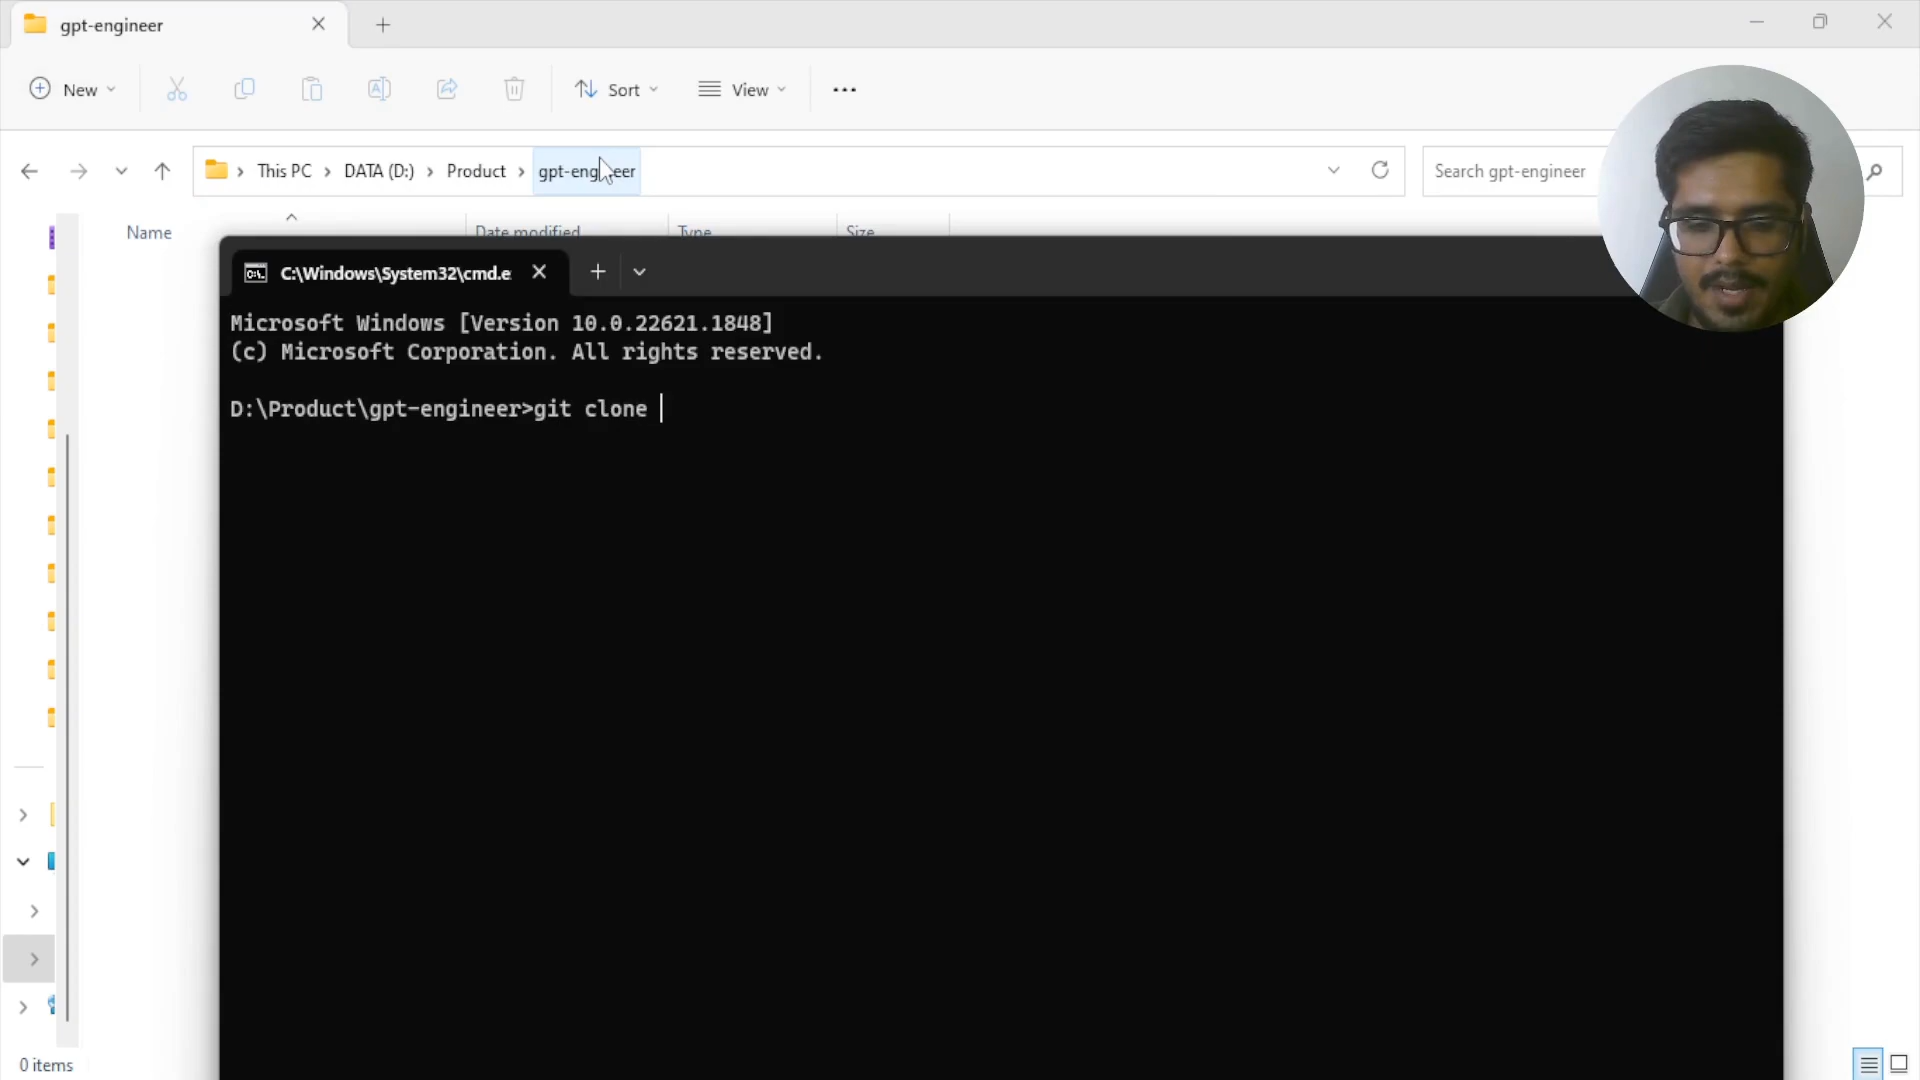 gpt-engineer
New
Sort
View
This PC
DATA (D:)
Product
gpt-engineer
Search gpt-engineer
Name
Date modified
Type
Size
C:\Windows\System32\cmd.e
Microsoft Windows [Version 10.0.22621.1848]
(c) Microsoft Corporation. All rights reserved.
D:\Product\gpt-engineer>git clone
0 items